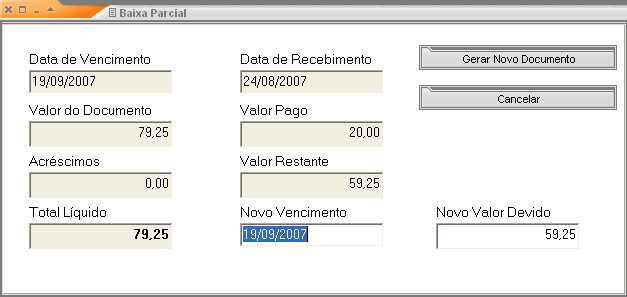 Baixa Parcial
Data de Vencimento
19/09/2007
Data de Recebimento
24/08/2007
Gerar Novo Documento
Cancelar
Valor do Documento
79,25
Valor Pago
20,00
Acréscimos
0,00
Valor Restante
59,25
Total Líquido
79,25
Novo Vencimento
19/09/2007
Novo Valor Devido
59,25